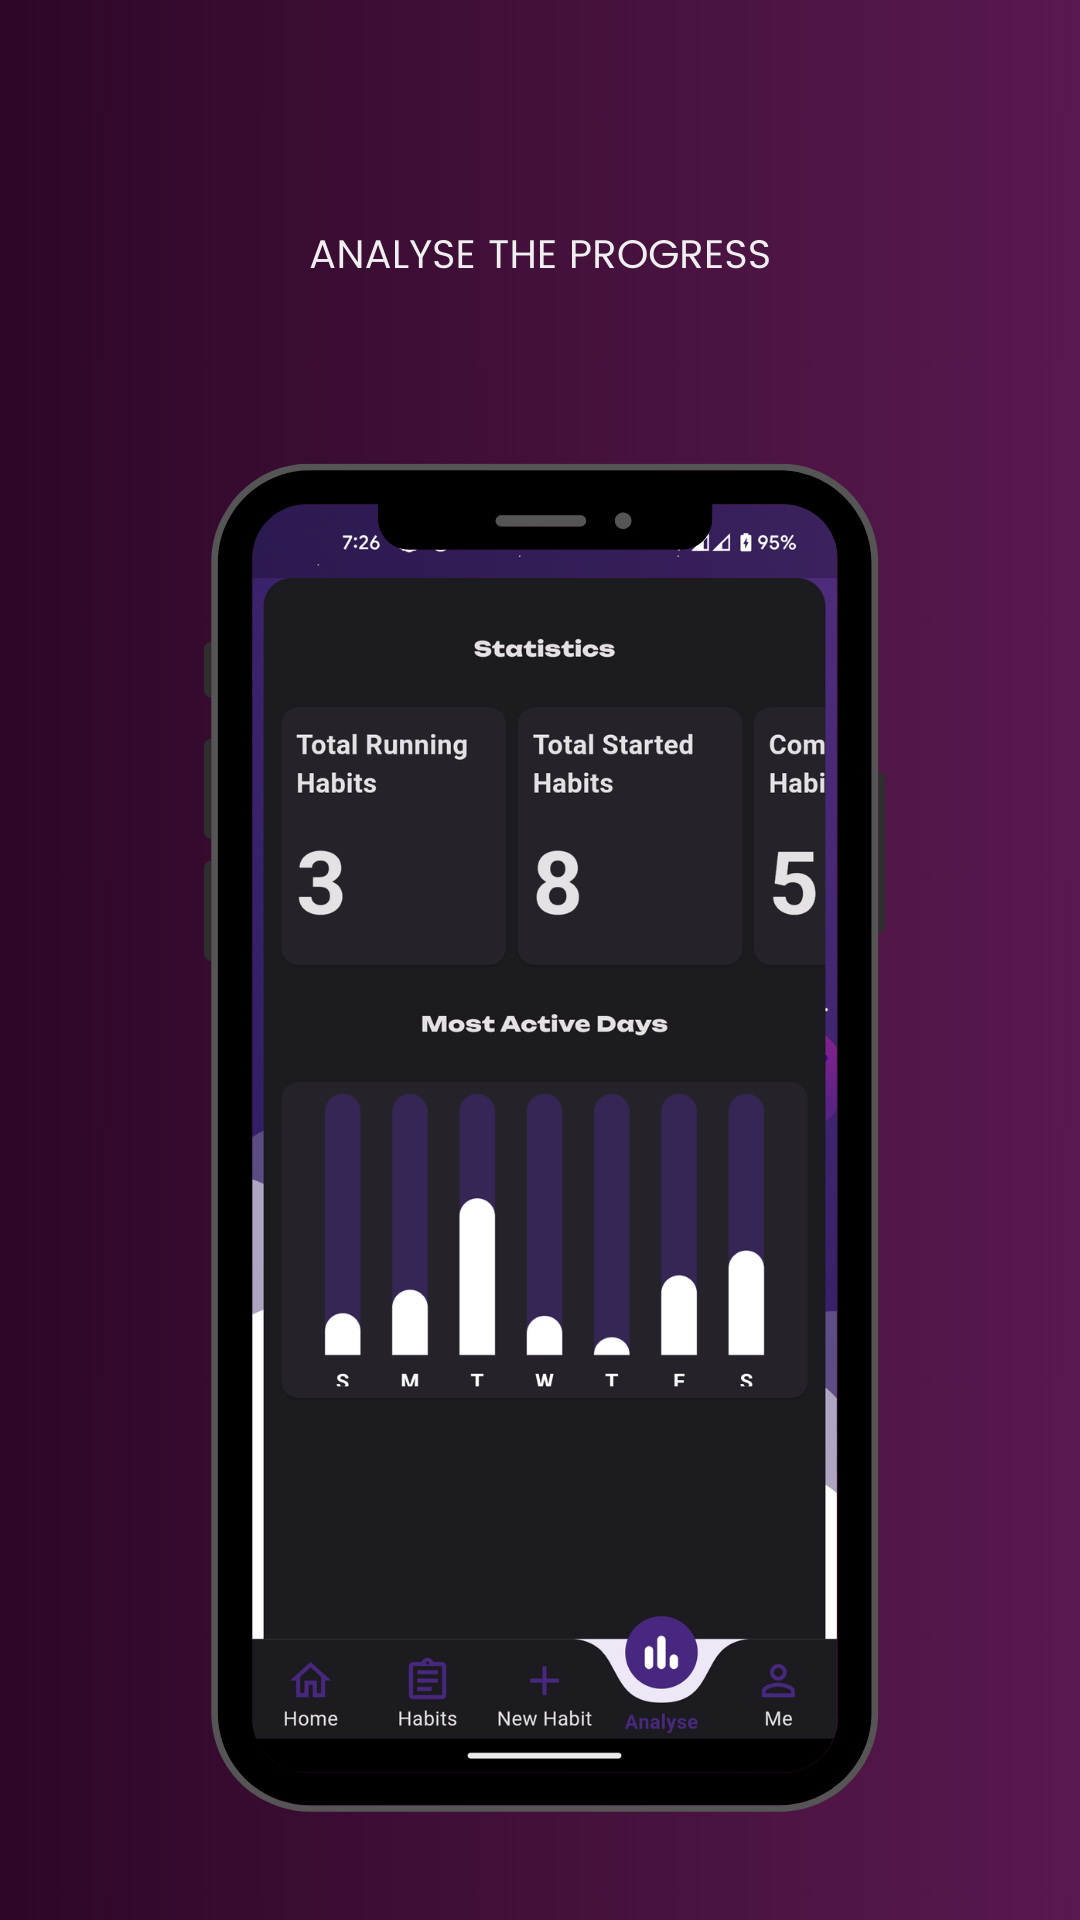 ANALYSE THE PROGRESS
7:26
95%
Statistics
Total Running
Habits
3
Total Started
Habits
8
Com
Habi
5
Most Active Days
S M T W T F S
Home
Habits
New Habit
Analyse
Me